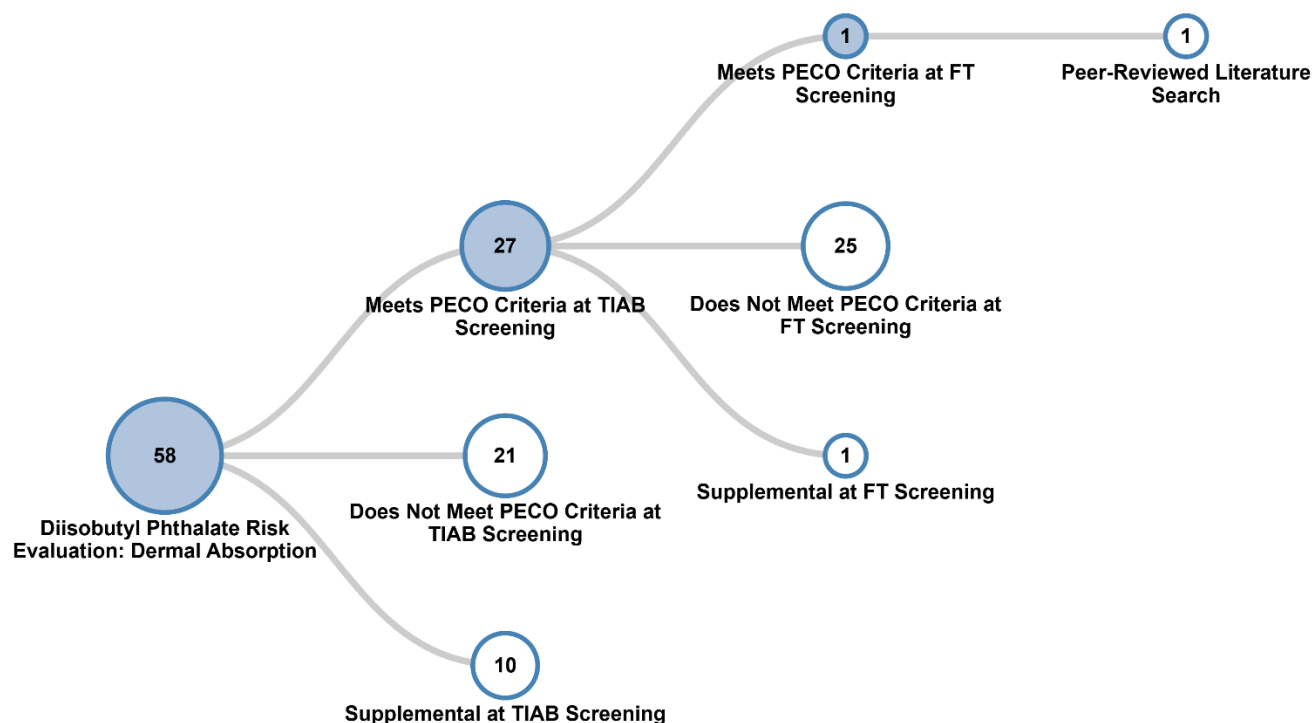 1
Meets PECO Criteria at FT
Screening
1
Peer-Reviewed Literature
Search
27
Meets PECO Criteria at TIAB
Screening
25
Does Not Meet PECO Criteria at
FT Screening
58
Diisobutyl Phthalate Risk
Evaluation: Dermal Absorption
21
Does Not Meet PECO Criteria at
TIAB Screening
1
Supplemental at FT Screening
10
Supplemental at TIAB Screening